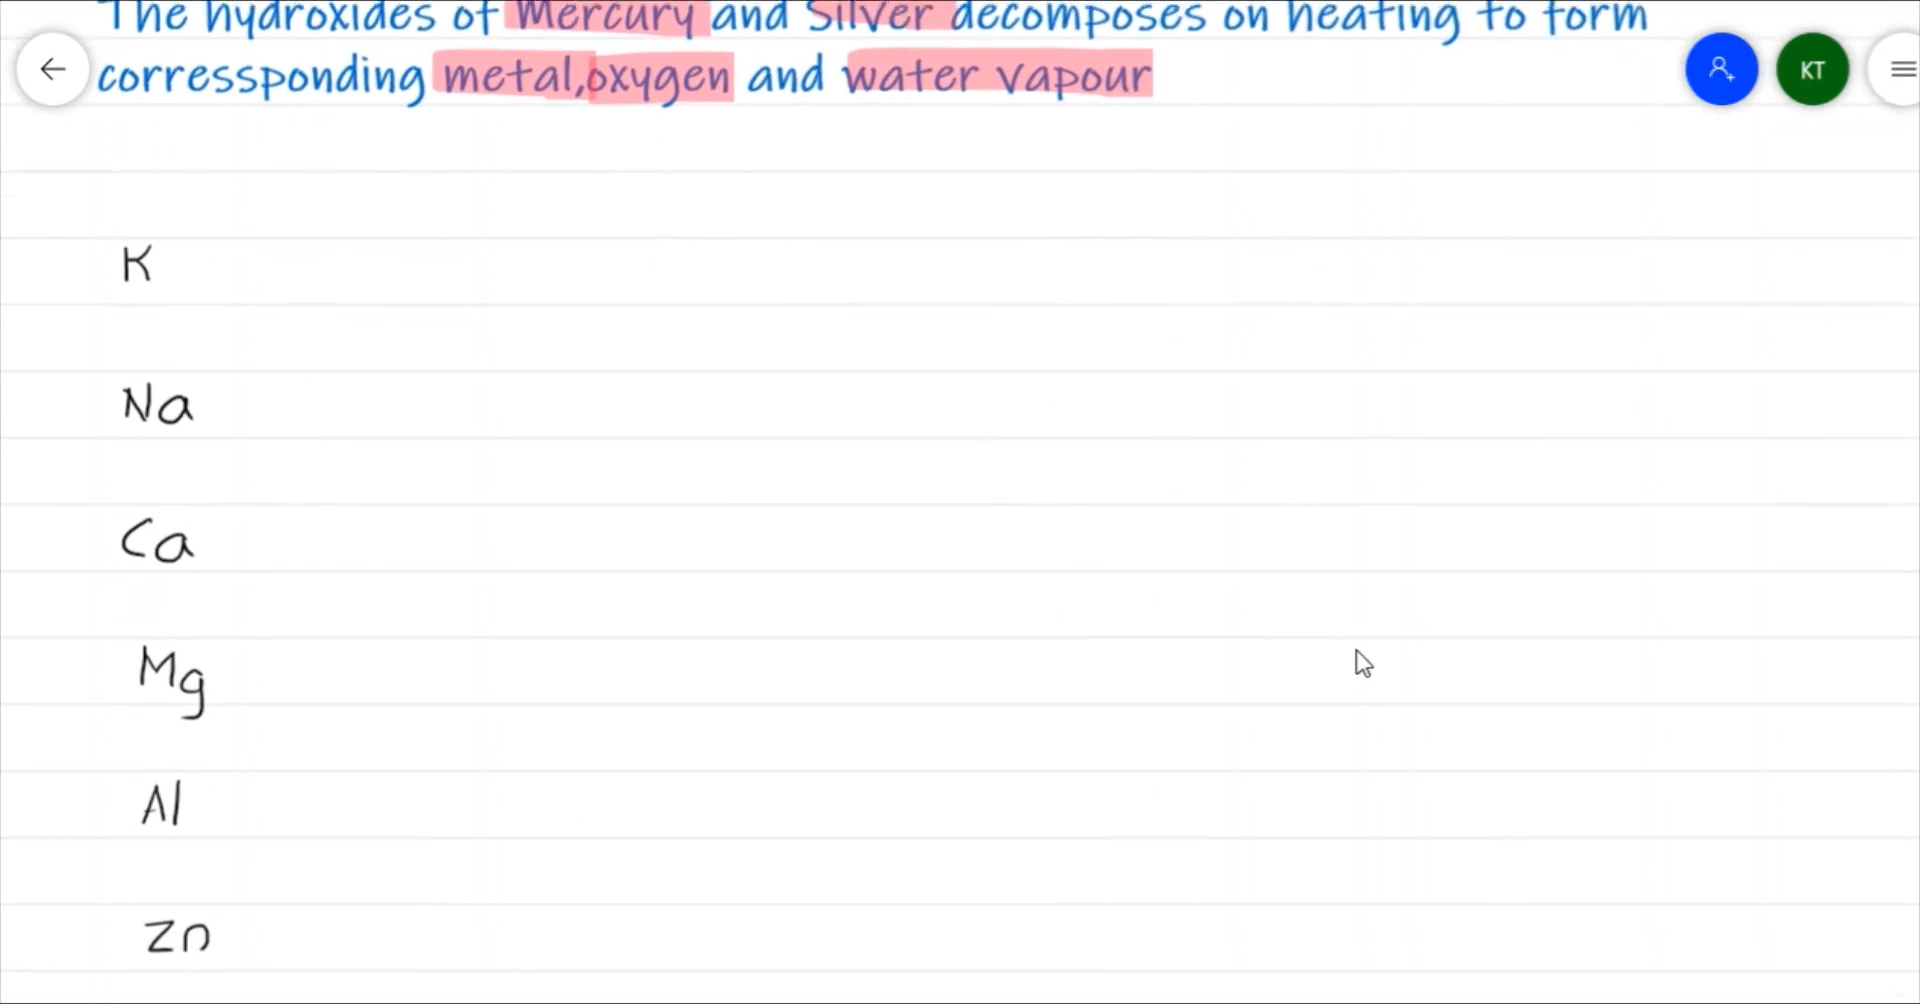 The hydroxides of Mercury and Silver decomposes on heating to form
corressponding metal,oxygen and water vapour
KT
K
Na
Ca
Mg
Al
Zn